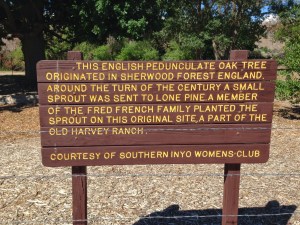 THIS ENGLISH PEDUNCULATE OAK TREE
ORIGINATED IN SHERWOOD FOREST ENGLAND.
AROUND THE TURN OF THE CENTURY A SMALL
SPROUT WAS SENT TO LONE PINE. A MEMBER
OF THE FRED FRENCH FAMILY PLANTED THE
SPROUT ON THIS ORIGINAL SITE, A PART OF THE
OLD HARVEY RANCH.
COURTESY OF SOUTHERN INYO WOMENS-CLUB